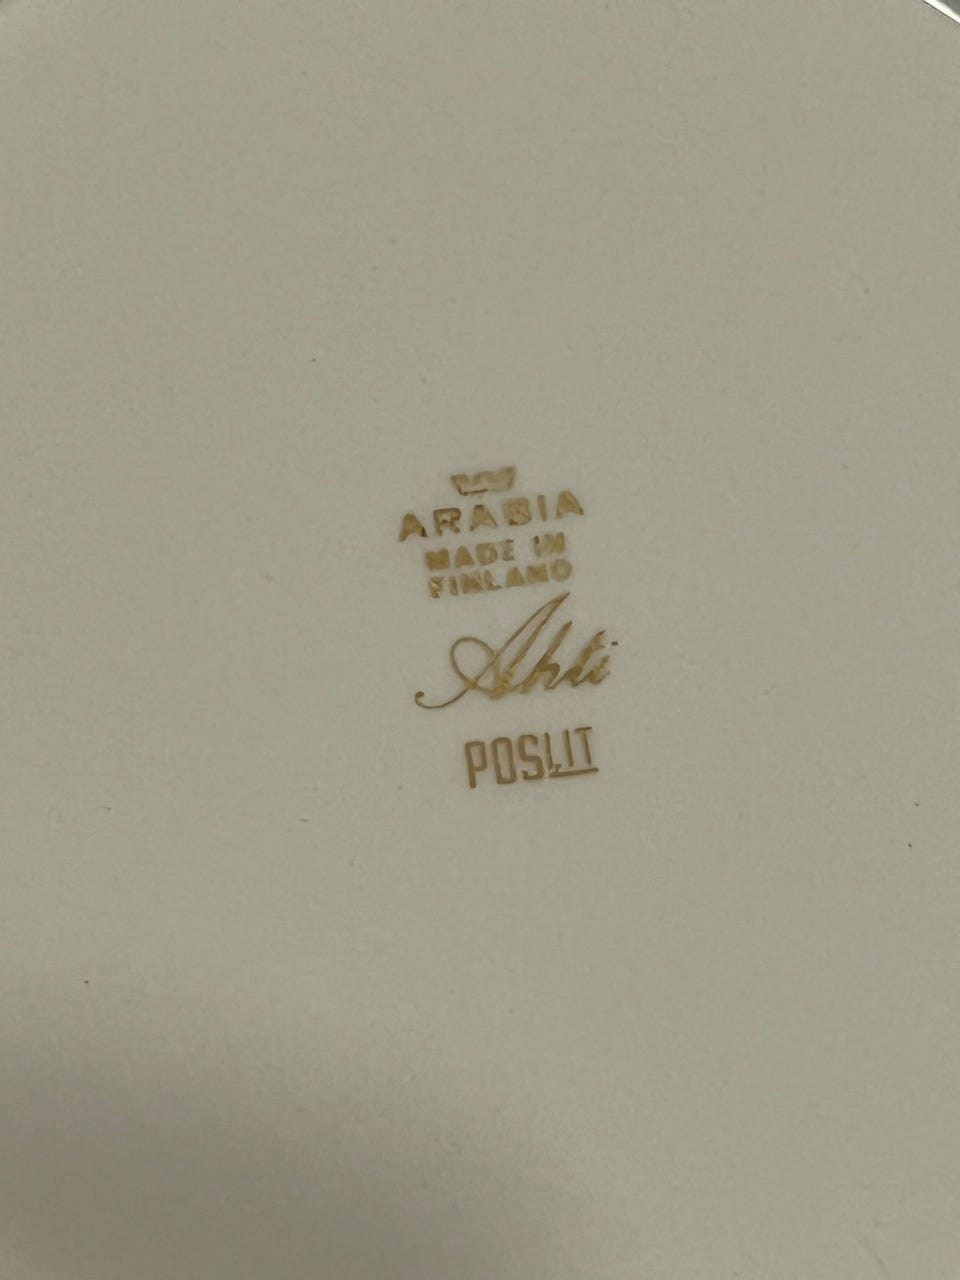 ARABIA
MADE IN
FINLAND
Ahti
POSLIT